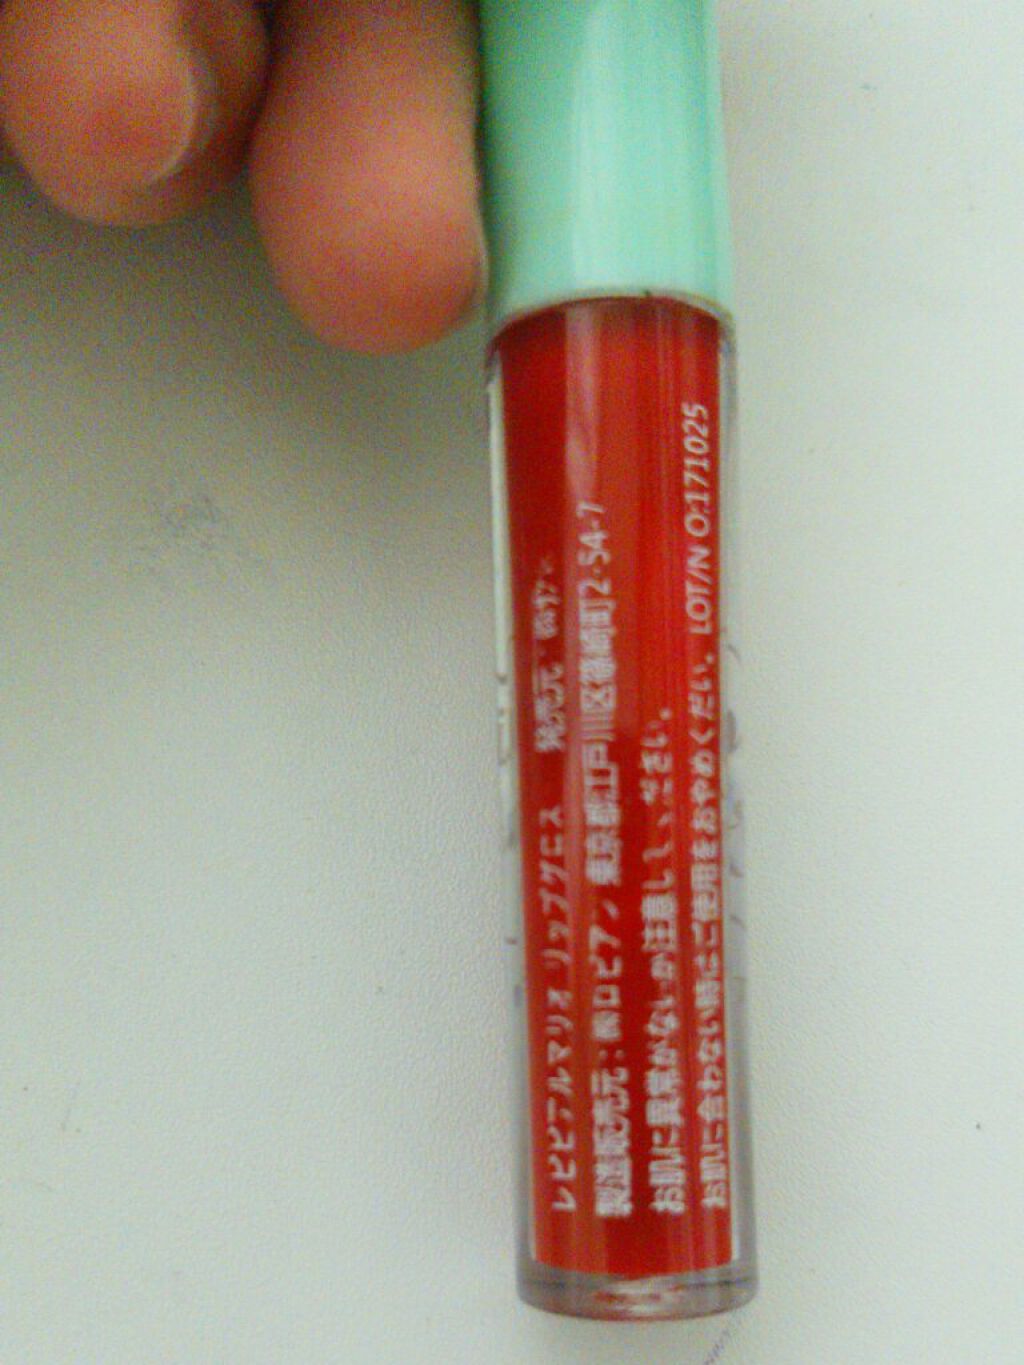 レピピテルマリオ リップグロス 発売元
製造販売元：㈱ロピアン 東京都江戸川区篠崎町2-54-7
お肌に異常がないか注意して ください。
お肌に合わない時はご使用をおやめください。 LOT/N O:171025